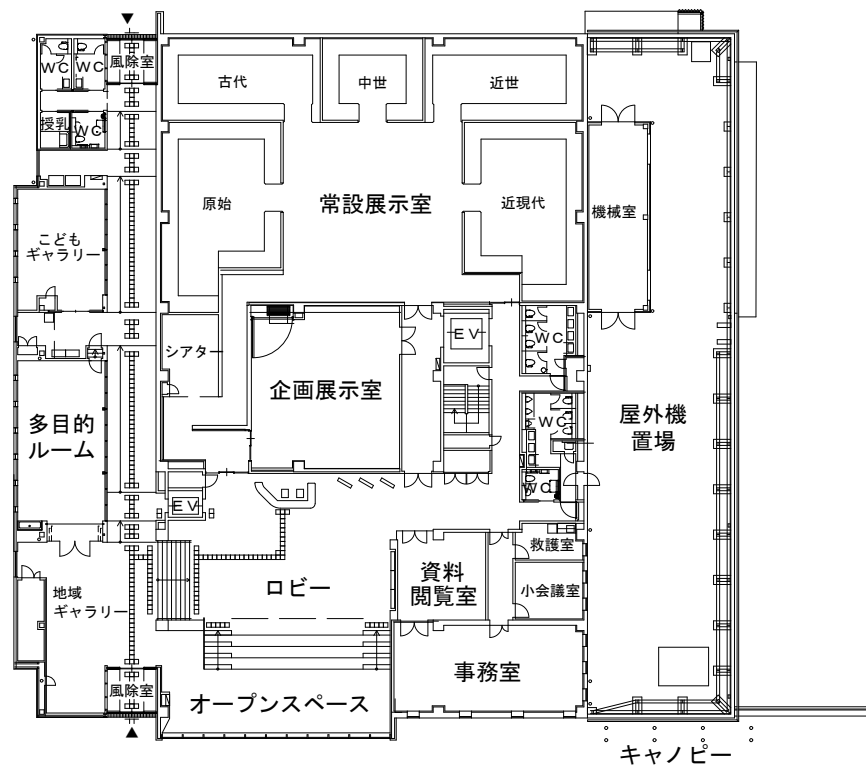 風除室
WC
WC
授乳
WC
古代
中世
近世
原始
常設展示室
近現代
機械室
こども
ギャラリー
シアター
企画展示室
EV
WC
多目的
ルーム
WC
屋外機
置場
WC
EV
救護室
資料
閲覧室
小会議室
ロビー
地域
ギャラリー
事務室
風除室
オープンスペース
キャノピー